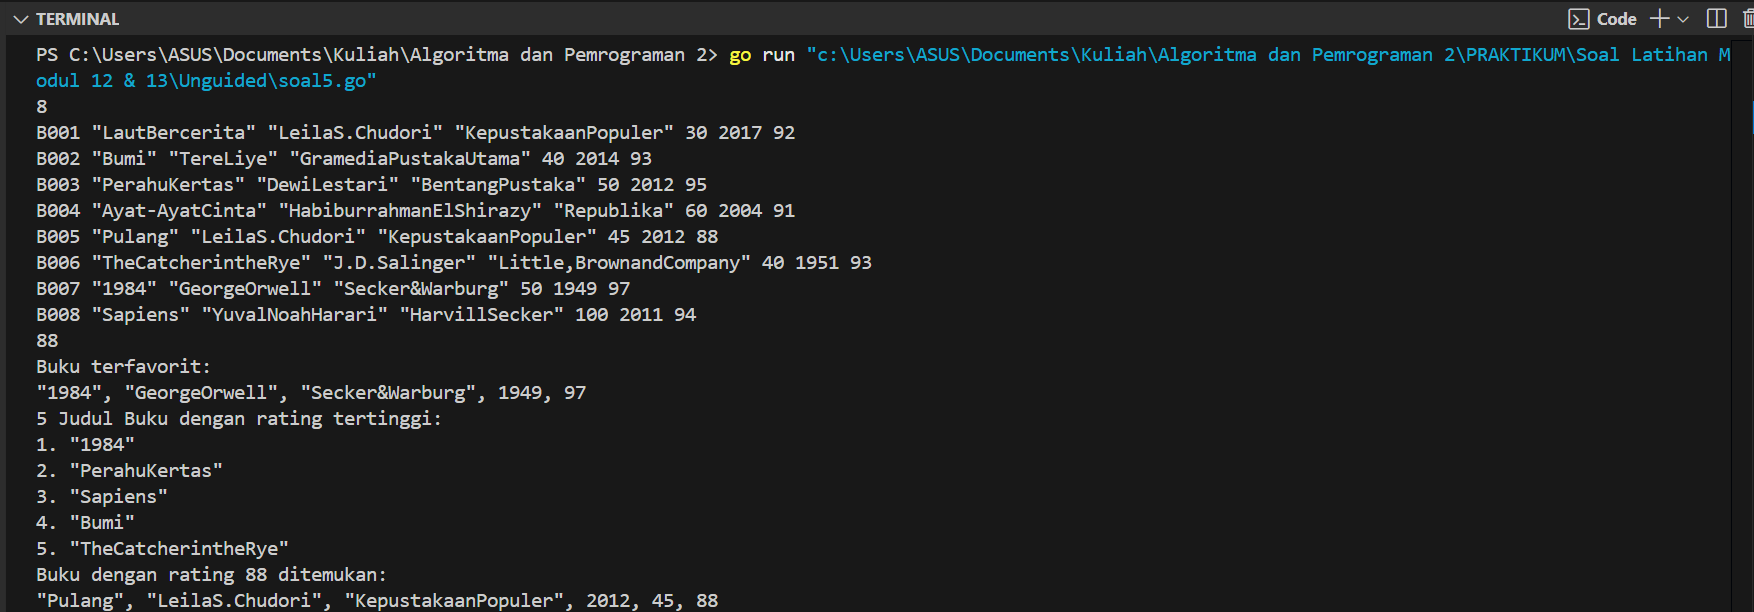 TERMINAL
Code
PS C:\Users\ASUS\Documents\Kuliah\Algoritma dan Pemrograman 2> go run "c:\Users\ASUS\Documents\Kuliah\Algoritma dan Pemrograman 2\PRAKTIKUM\Soal Latihan M
odul 12 & 13\Unguided\soal5.go"
8
B001 "LautBercerita" "LeilaS.Chudori" "KepustakaanPopuler" 30 2017 92
B002 "Bumi" "TereLiye" "GramediaPustakaUtama" 40 2014 93
B003 "PerahuKertas" "DewiLestari" "BentangPustaka" 50 2012 95
B004 "Ayat-AyatCinta" "HabiburrahmanElShirazy" "Republika" 60 2004 91
B005 "Pulang" "LeilaS.Chudori" "KepustakaanPopuler" 45 2012 88
B006 "TheCatcherintheRye" "J.D.Salinger" "Little,BrownandCompany" 40 1951 93
B007 "1984" "GeorgeOrwell" "Secker&Warburg" 50 1949 97
B008 "Sapiens" "YuvalNoahHarari" "HarvillSecker" 100 2011 94
88
Buku terfavorit:
"1984", "GeorgeOrwell", "Secker&Warburg", 1949, 97
5 Judul Buku dengan rating tertinggi:
1. "1984"
2. "PerahuKertas"
3. "Sapiens"
4. "Bumi"
5. "TheCatcherintheRye"
Buku dengan rating 88 ditemukan:
"Pulang", "LeilaS.Chudori", "KepustakaanPopuler", 2012, 45, 88